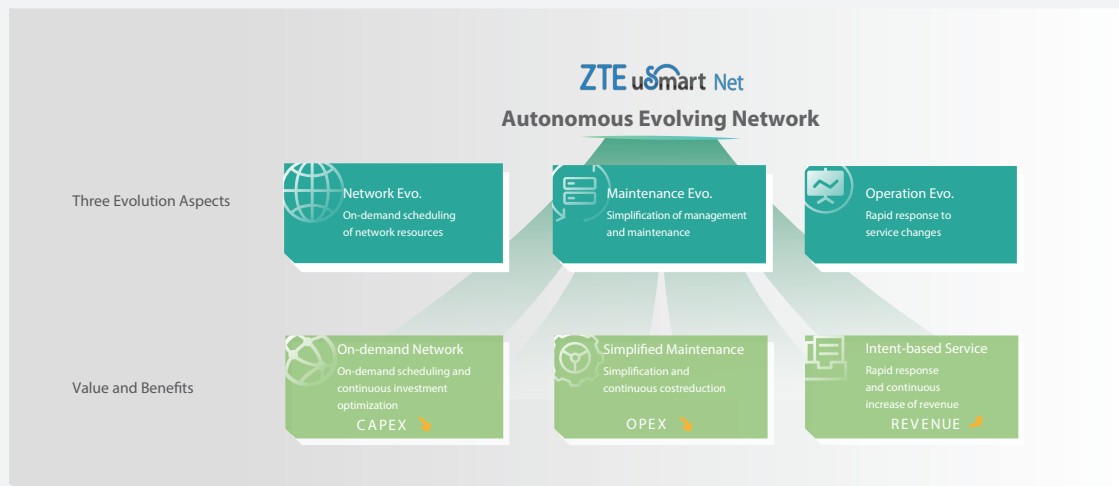 ZTE uSmart Net
Autonomous Evolving Network
Three Evolution Aspects
Network Evo.
On-demand scheduling
of network resources
Maintenance Evo.
Simplification of management
and maintenance
Operation Evo.
Rapid response to
service changes
Value and Benefits
On-demand Network
On-demand scheduling and
continuous investment
optimization
CAPEX
Simplified Maintenance
Simplification and
continuous costreduction
OPEX
Intent-based Service
Rapid response
and continuous
increase of revenue
REVENUE